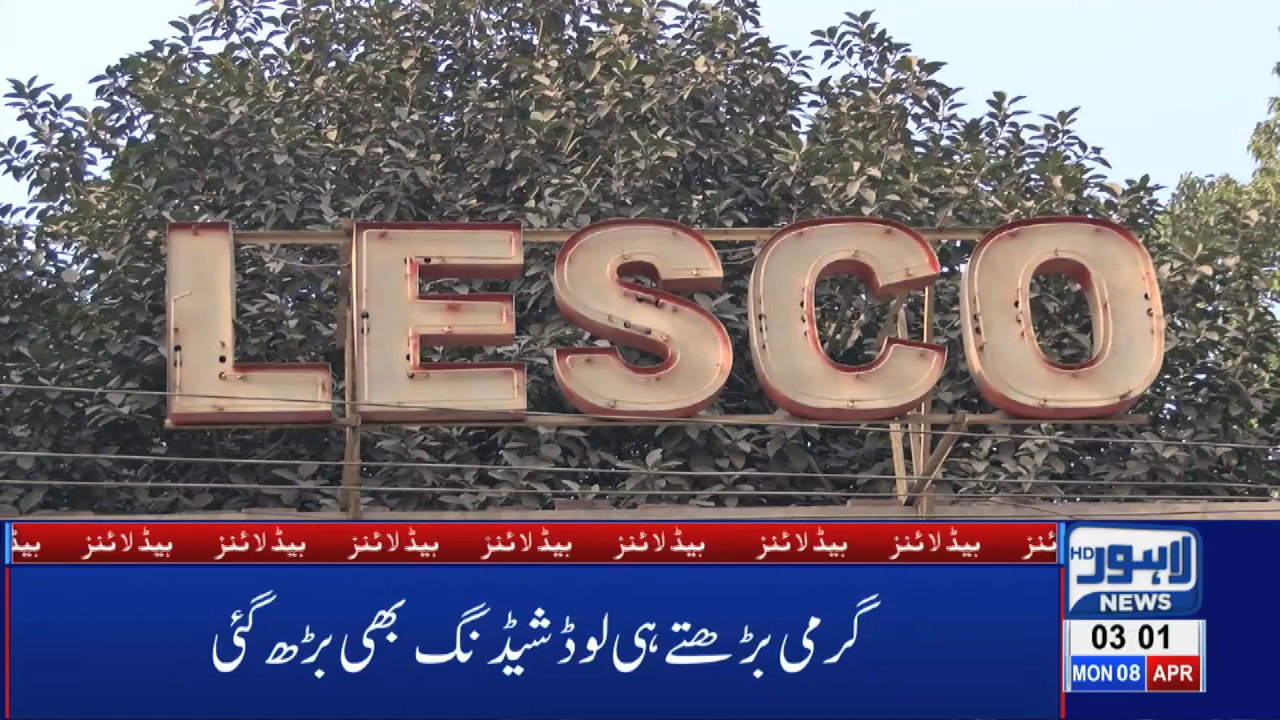 LESCO
ہیڈلائنز ہیڈلائنز ہیڈلائنز ہیڈلائنز ہیڈلائنز ہیڈلائنز ہیڈلائنز
گرمی بڑھتے ہی لوڈشیڈنگ بھی بڑھ گئی
لاہور HD
NEWS
03 01
MON 08 APR